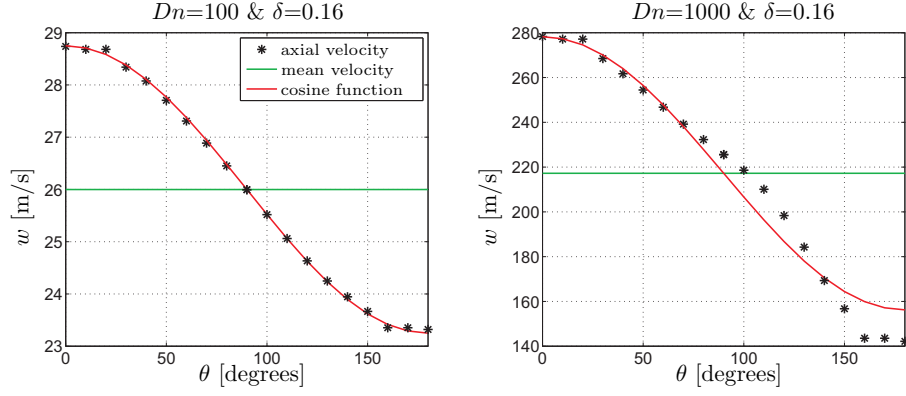 Dn=100 & δ=0.16
29
28
27
26
25
24
23
0
50
100
150
w [m/s]
θ [degrees]
axial velocity
mean velocity
cosine function
Dn=1000 & δ=0.16
280
260
240
220
200
180
160
140
0
50
100
150
w [m/s]
θ [degrees]